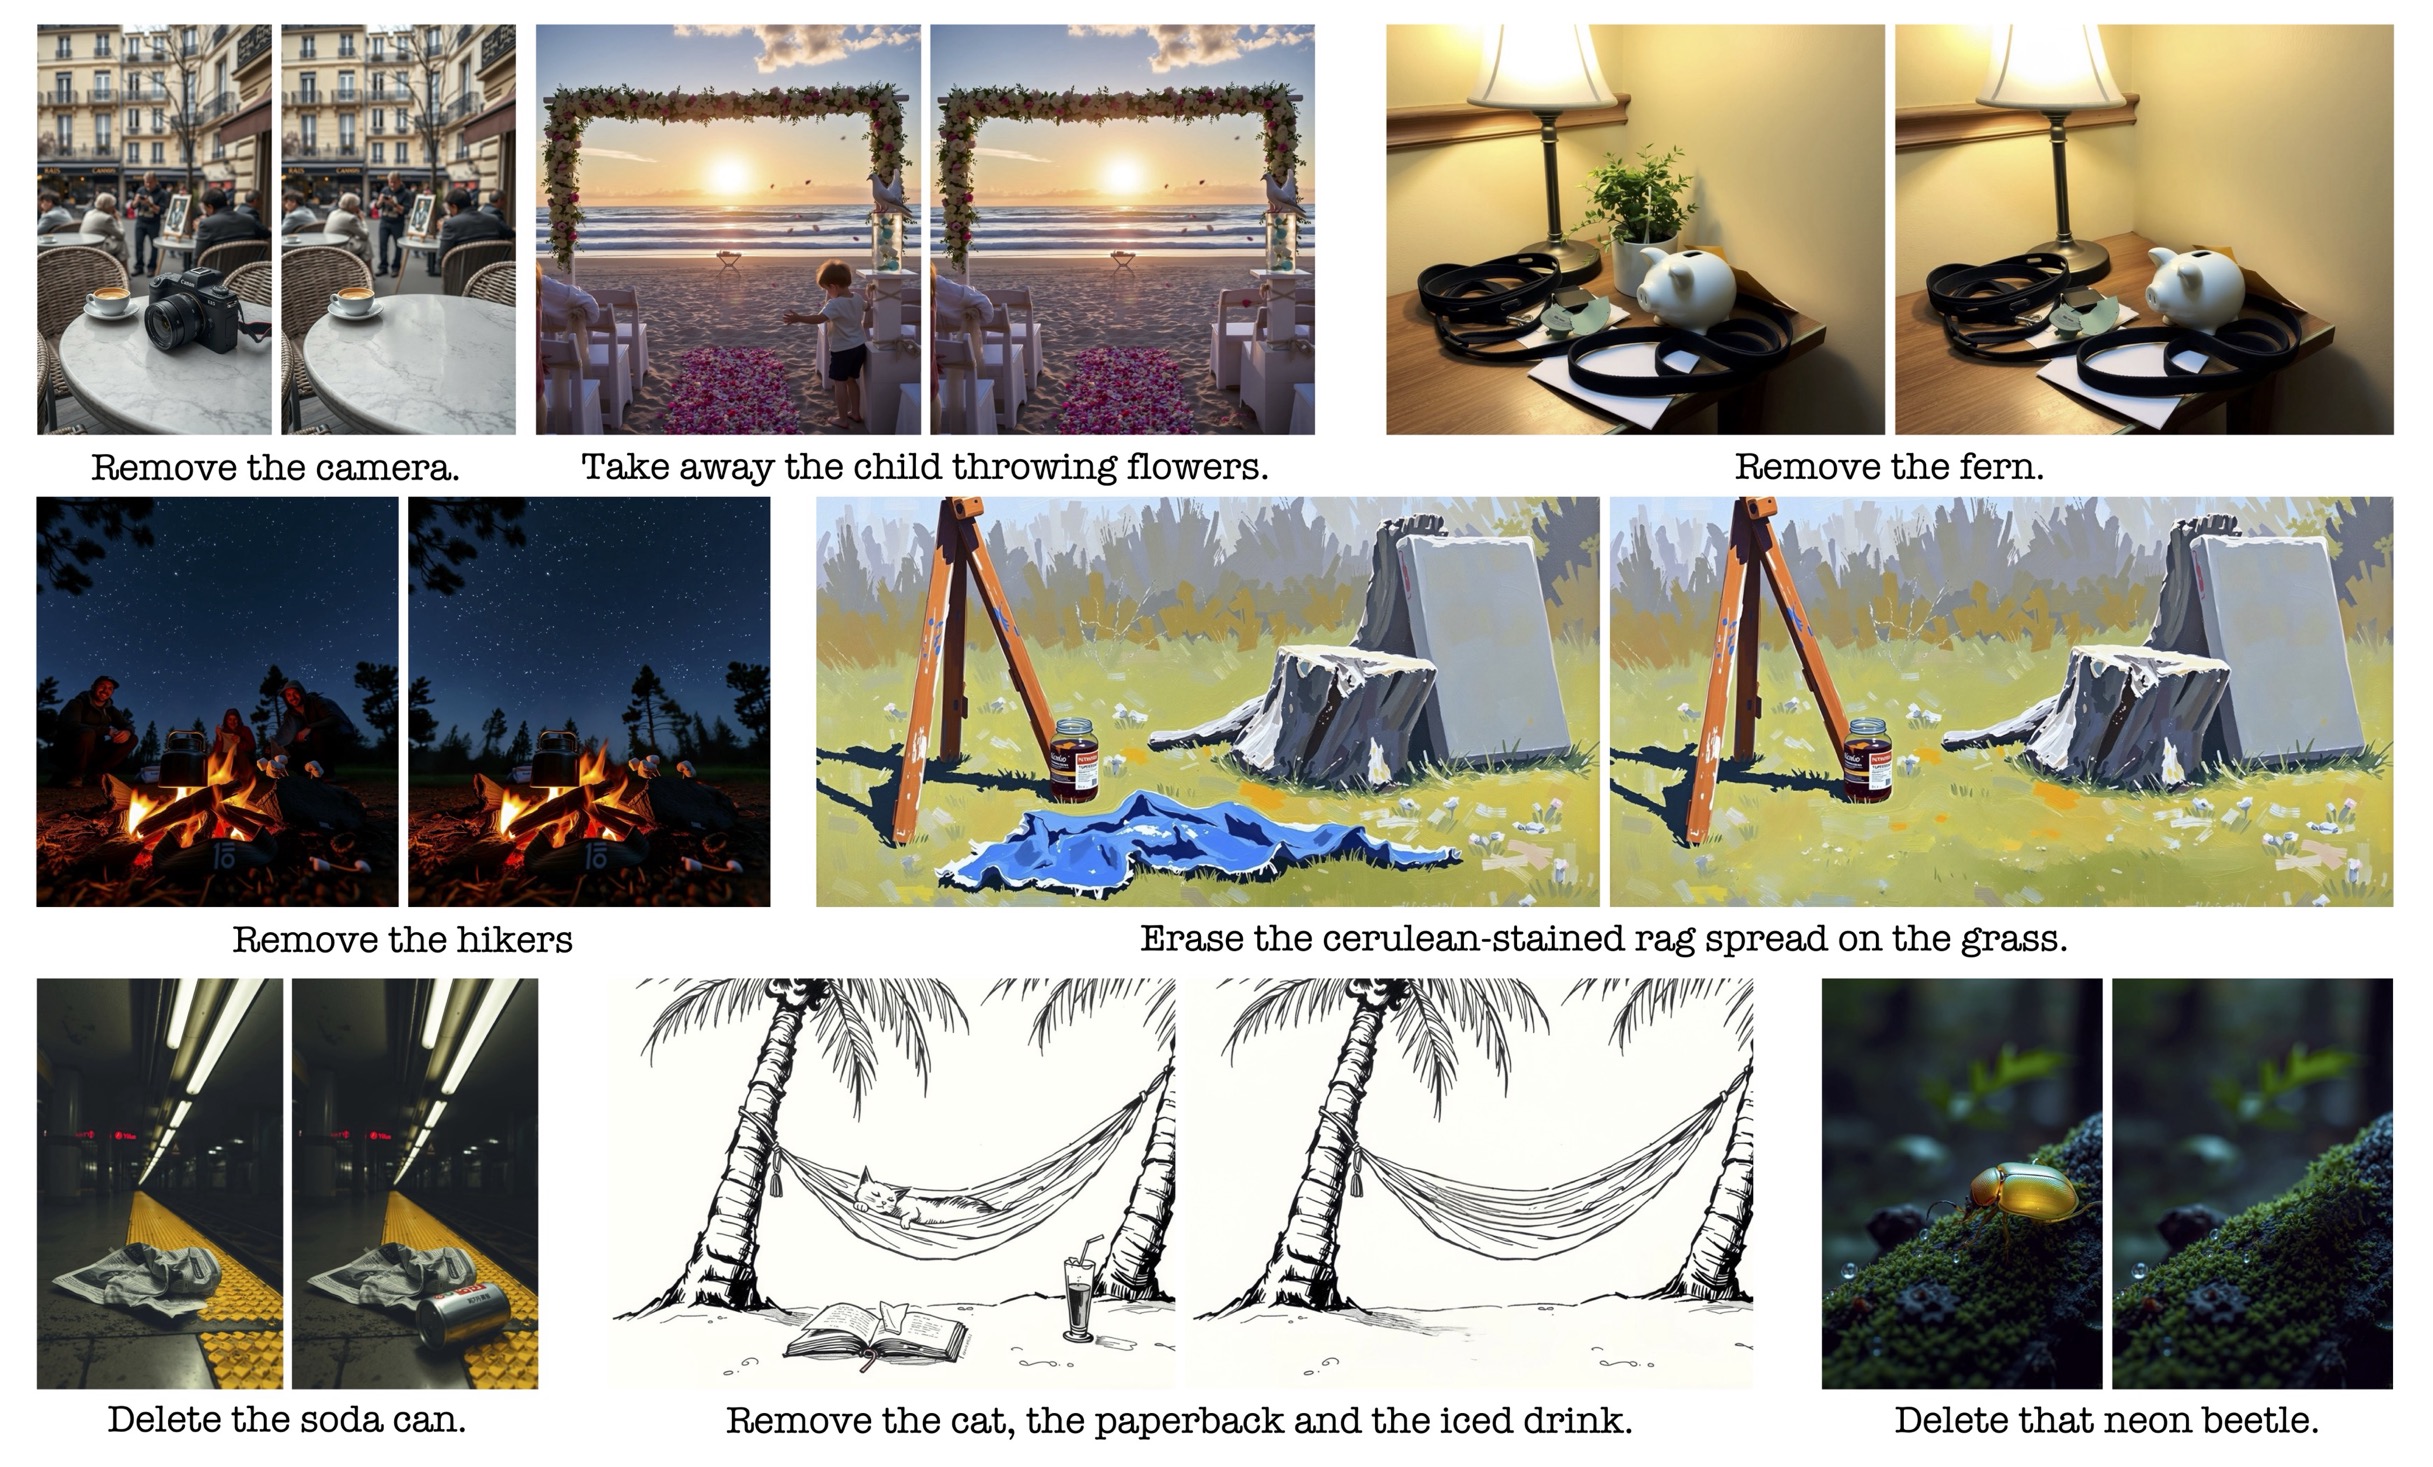 Canon
Remove the camera.
Take away the child throwing flowers.
Remove the fern.
Remove the hikers
Erase the cerulean-stained rag spread on the grass.
Delete the soda can.
Remove the cat, the paperback and the iced drink.
Delete that neon beetle.